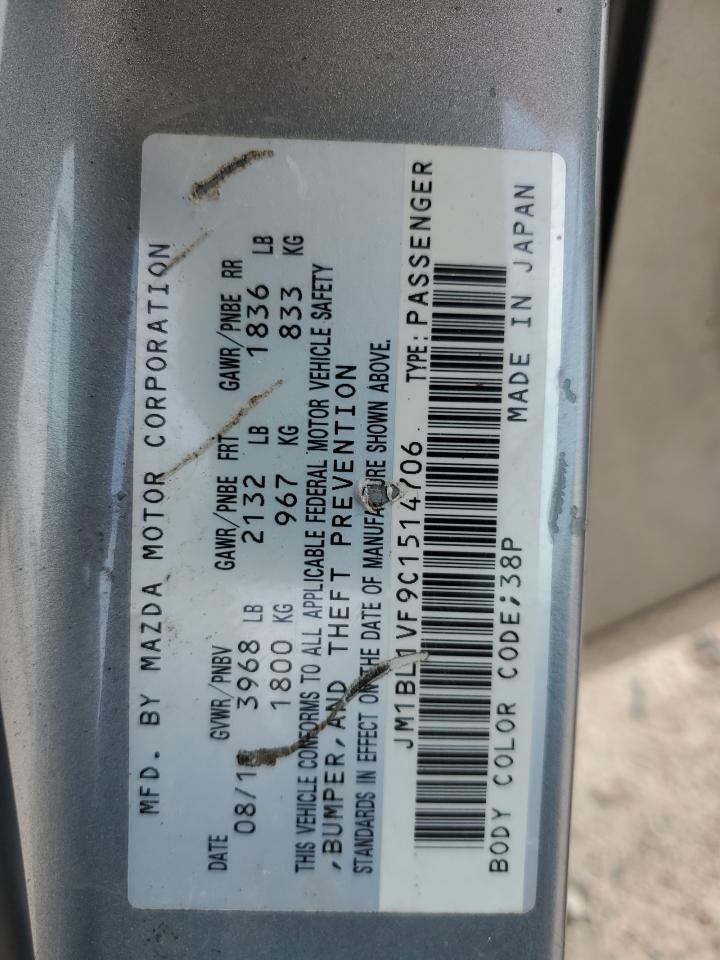 MFD. BY MAZDA MOTOR CORPORATION
DATE GVWR/PNBV GAWR/PNBE FRT GAWR/PNBE RR
08/1 3968 LB 2132 LB 1836 LB
1800 KG 967 KG 833 KG
THIS VEHICLE CONFORMS TO ALL APPLICABLE FEDERAL MOTOR VEHICLE SAFETY
,BUMPER,AND THEFT PREVENTION
STANDARDS IN EFFECT ON THE DATE OF MANUFACTURE SHOWN ABOVE.
JM1BL1VF9C1514706 TYPE: PASSENGER
BODY COLOR CODE;38P MADE IN JAPAN